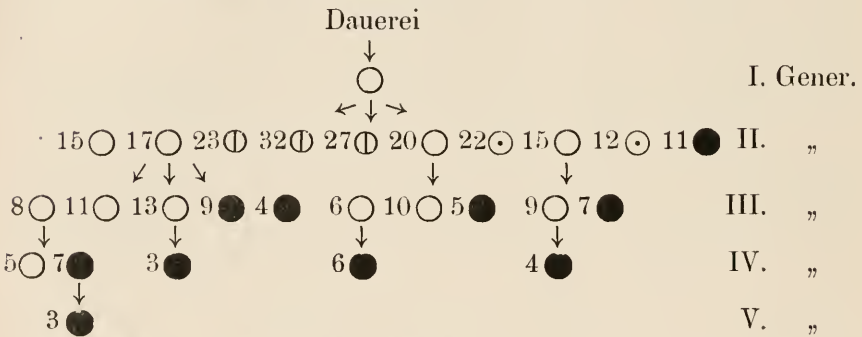 Dauerei
I. Gener.
15 17 23 32 27 20 22 15 12 11 II. „
8 11 13 9 4 6 10 5 9 7 III. „
5 7 3 6 4 IV. „
3 V. „